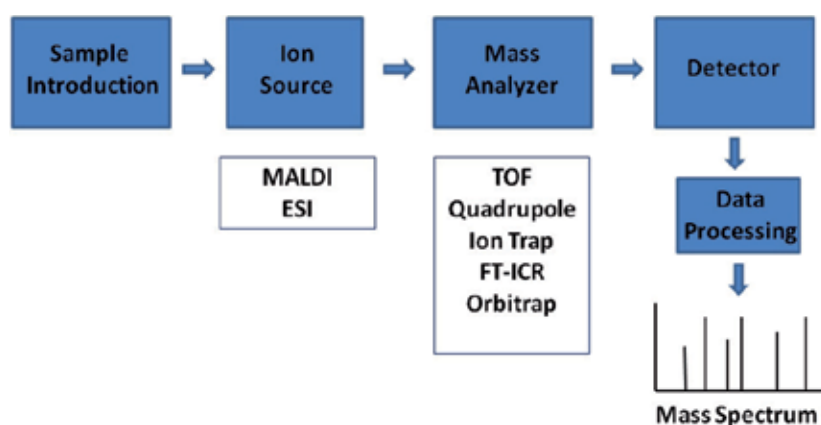 Sample
Introduction
Ion
Source
Mass
Analyzer
Detector
MALDI
ESI
TOF
Quadrupole
Ion Trap
FT-ICR
Orbitrap
Data
Processing
Mass Spectrum